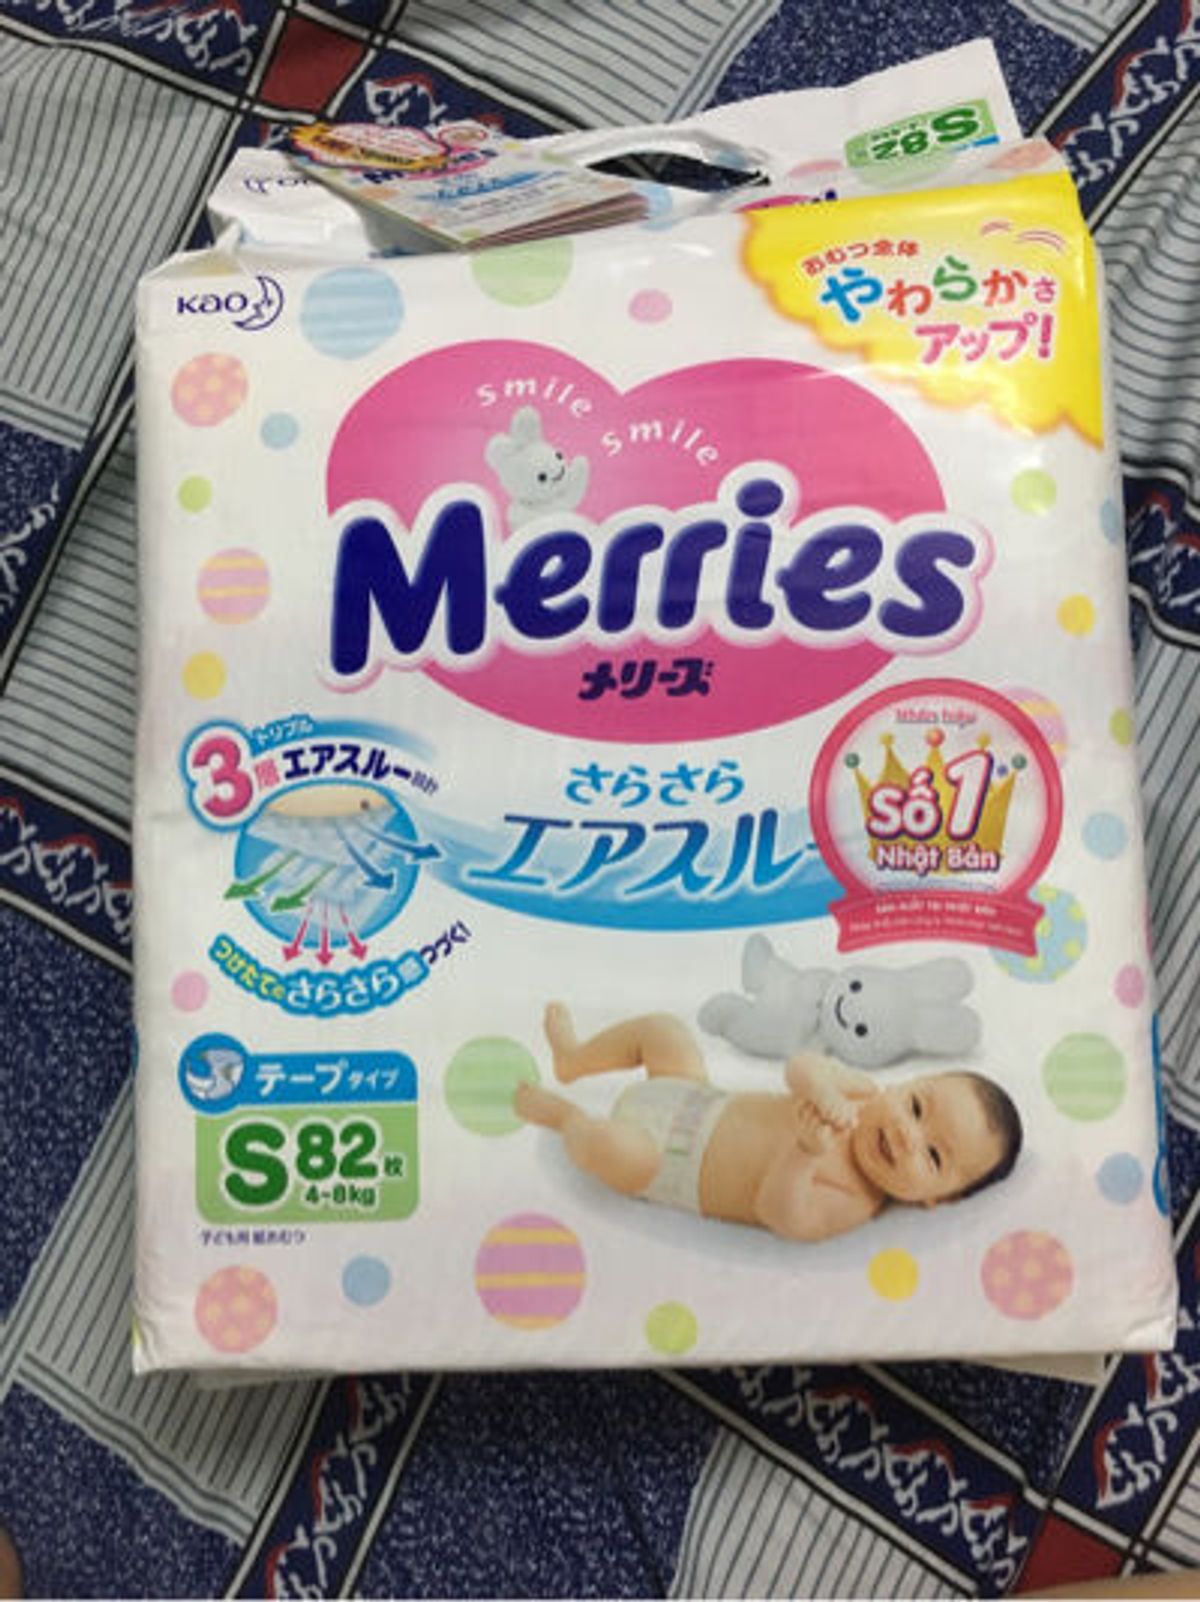 S 82
Merries
Kao
おむつ全体
やわらかさ
アップ!
smile
smile
Merries
メリーズ
トリプル
3層エアスルー設計
さらさら
エアスルー
つけたてのさらさら感つづく!
Nhãn hiệu
Số 1
Nhật Bản
テープタイプ
S 82枚
4-8kg
子ども用 紙おむつ